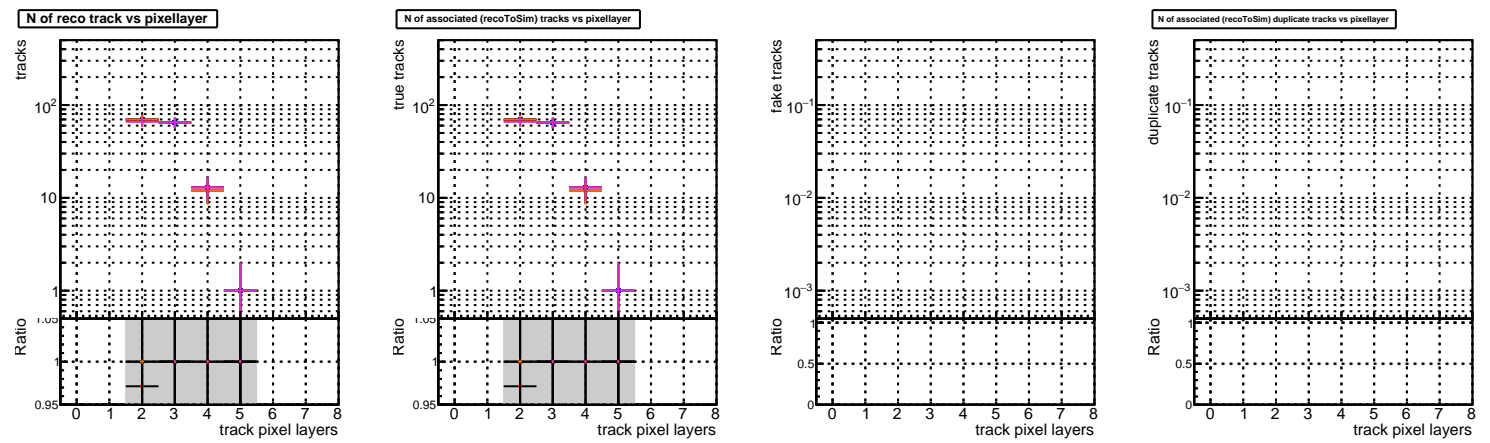 N of reco track vs pixellayer
tracks
10²
10
1
Ratio
1.05
1
0.95
0 1 2 3 4 5 6 7 8
track pixel layers
N of associated (recoToSim) tracks vs pixellayer
true tracks
10²
10
1
Ratio
1.05
1
0.95
0 1 2 3 4 5 6 7 8
track pixel layers
fake tracks
10⁻¹
10⁻²
10⁻³
Ratio
1
0.5
0
0 1 2 3 4 5 6 7 8
track pixel layers
N of associated (recoToSim) duplicate tracks vs pixellayer
duplicate tracks
10⁻¹
10⁻²
10⁻³
Ratio
1
0.5
0
0 1 2 3 4 5 6 7 8
track pixel layers